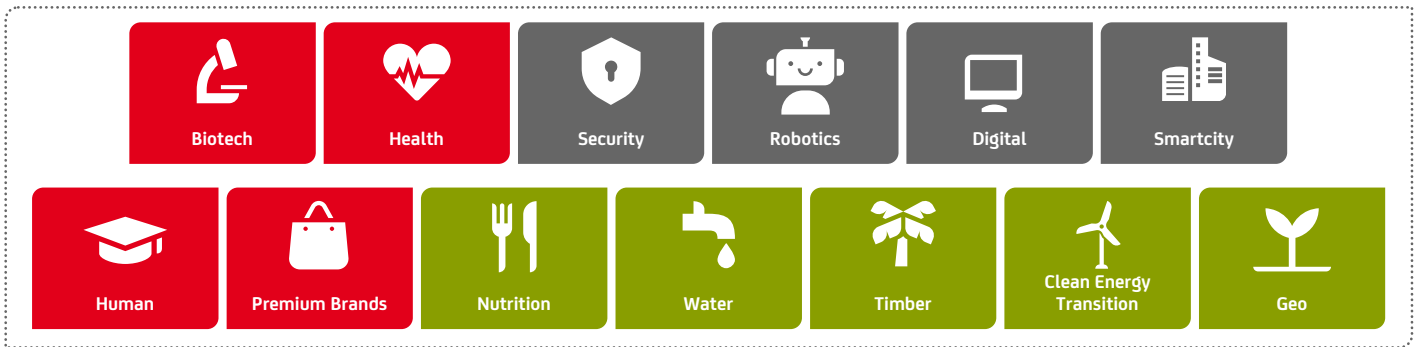 Biotech
Health
Security
Robotics
Digital
Smartcity
Human
Premium Brands
Nutrition
Water
Timber
Clean Energy
Transition
Geo